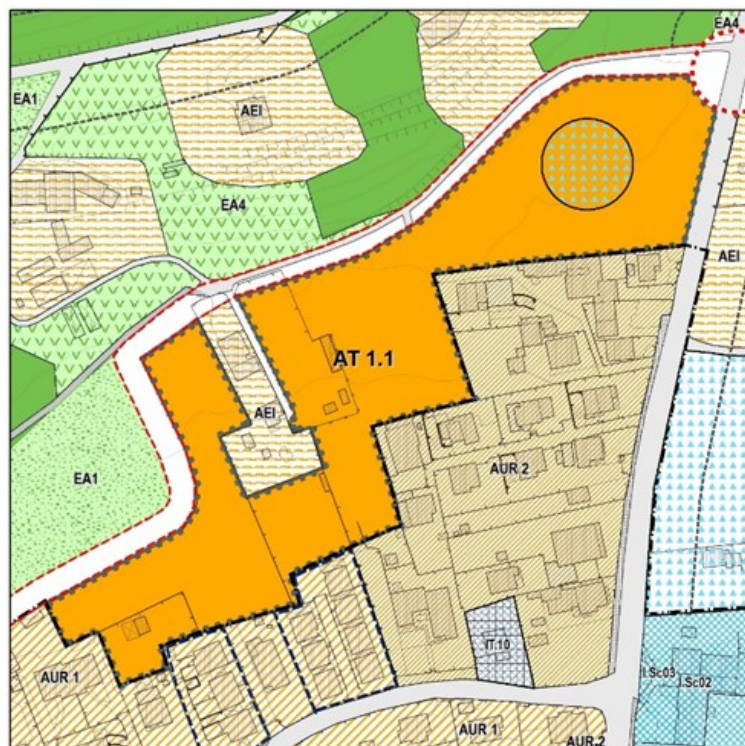 EA4
EA1
AEI
EA4
AEI
AT 1.1
AEI
AUR 2
EA1
IT.10
AUR 1
I.Sc03
I.Sc02
AUR 1
AUR 2